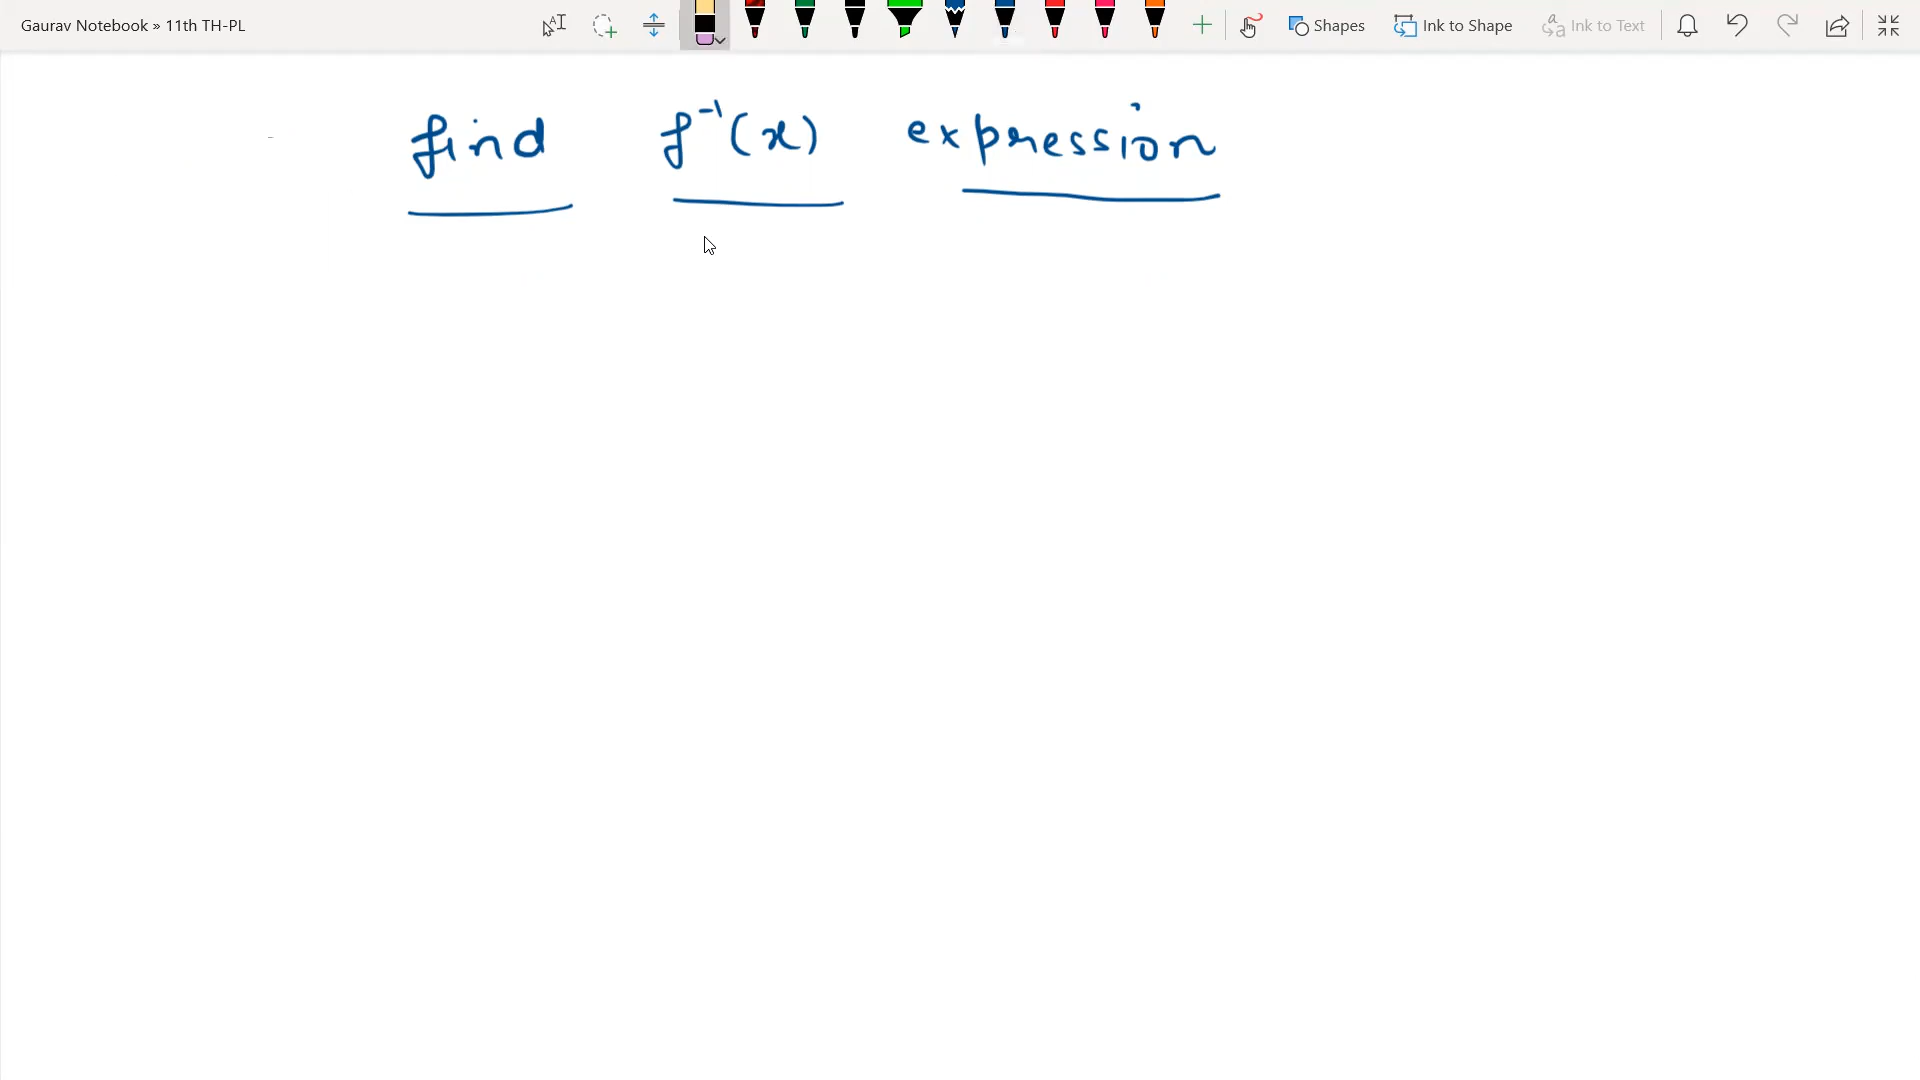 Gaurav Notebook » 11th TH-PL Shapes Ink to Shape Ink to Text
find f⁻¹(x) expression